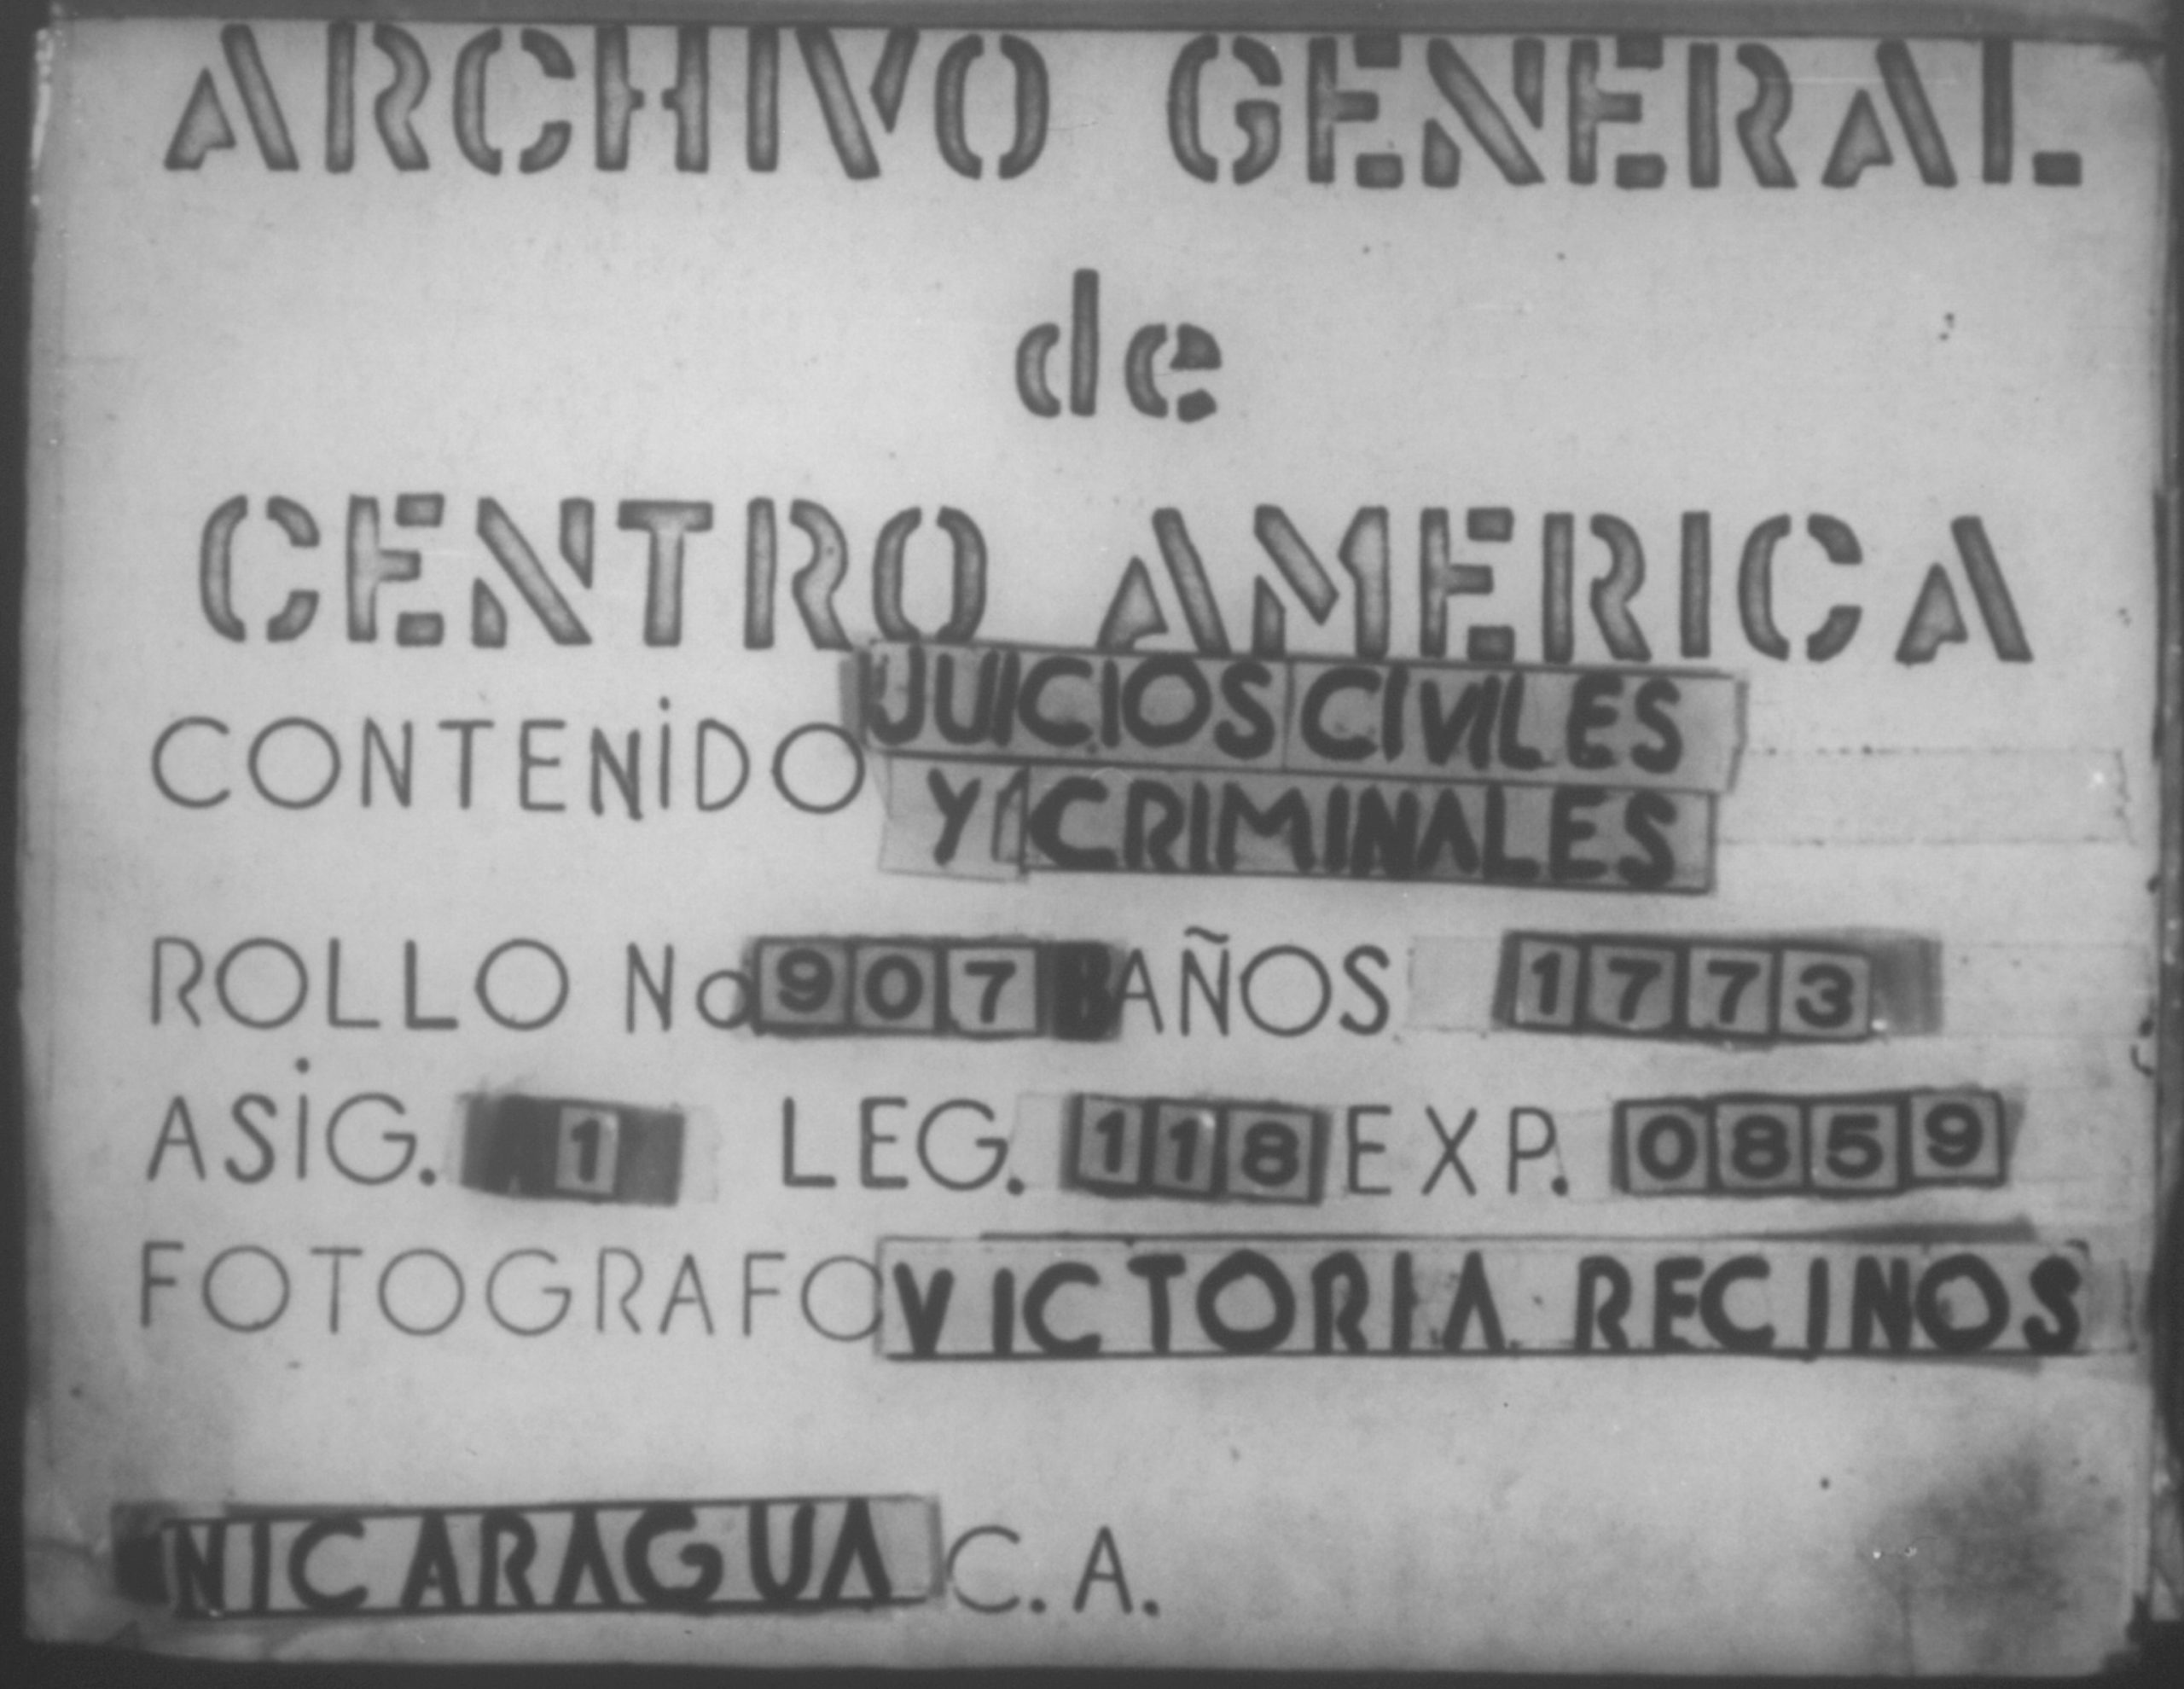 ARCHIVO GENERAL
de
CENTRO AMERICA
CONTENIDO JUICIOS CIVILES
Y CRIMINALES
ROLLO No 907 AÑOS 1773
ASIG. 1 LEG. 118 EXP. 0859
FOTOGRAFO VICTORIA RECINOS
NICARAGUA C.A.